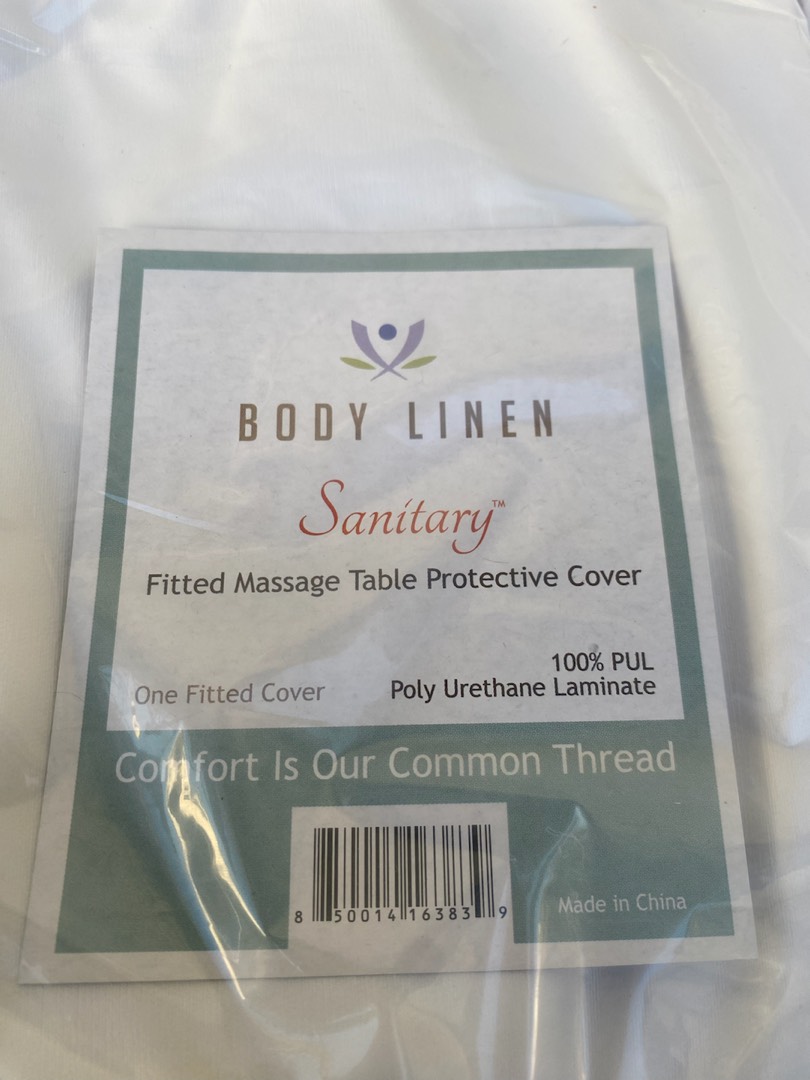 BODY LINEN
Sanitary™
Fitted Massage Table Protective Cover
100% PUL
One Fitted Cover
Poly Urethane Laminate
Comfort Is Our Common Thread
8 50014 16383 9
Made in China